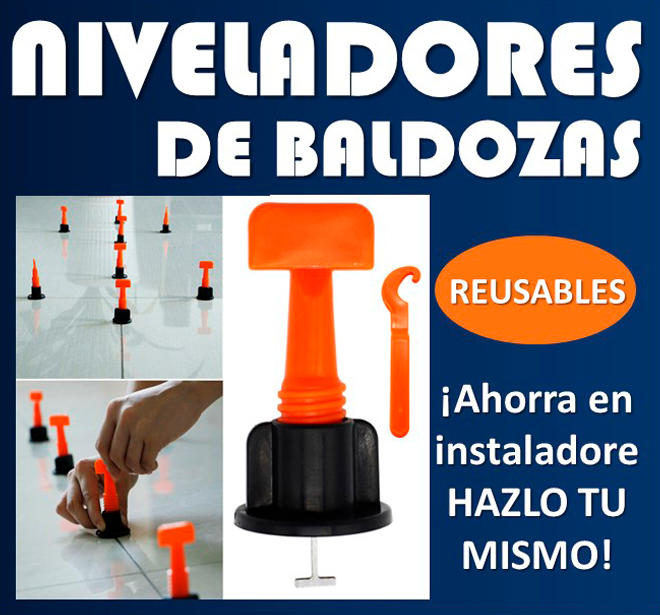 NIVELADORES
DE BALDOZAS
REUSABLES
¡Ahorra en
instaladore
HAZLO TU
MISMO!